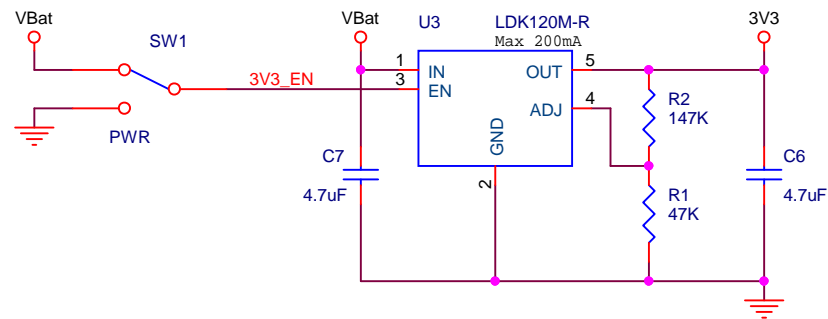 VBat
SW1
3V3_EN
PWR
VBat
U3
LDK120M-R
Max 200mA
3V3
1
IN
3
EN
OUT
5
ADJ
4
GND
2
R2
147K
C7
4.7uF
R1
47K
C6
4.7uF